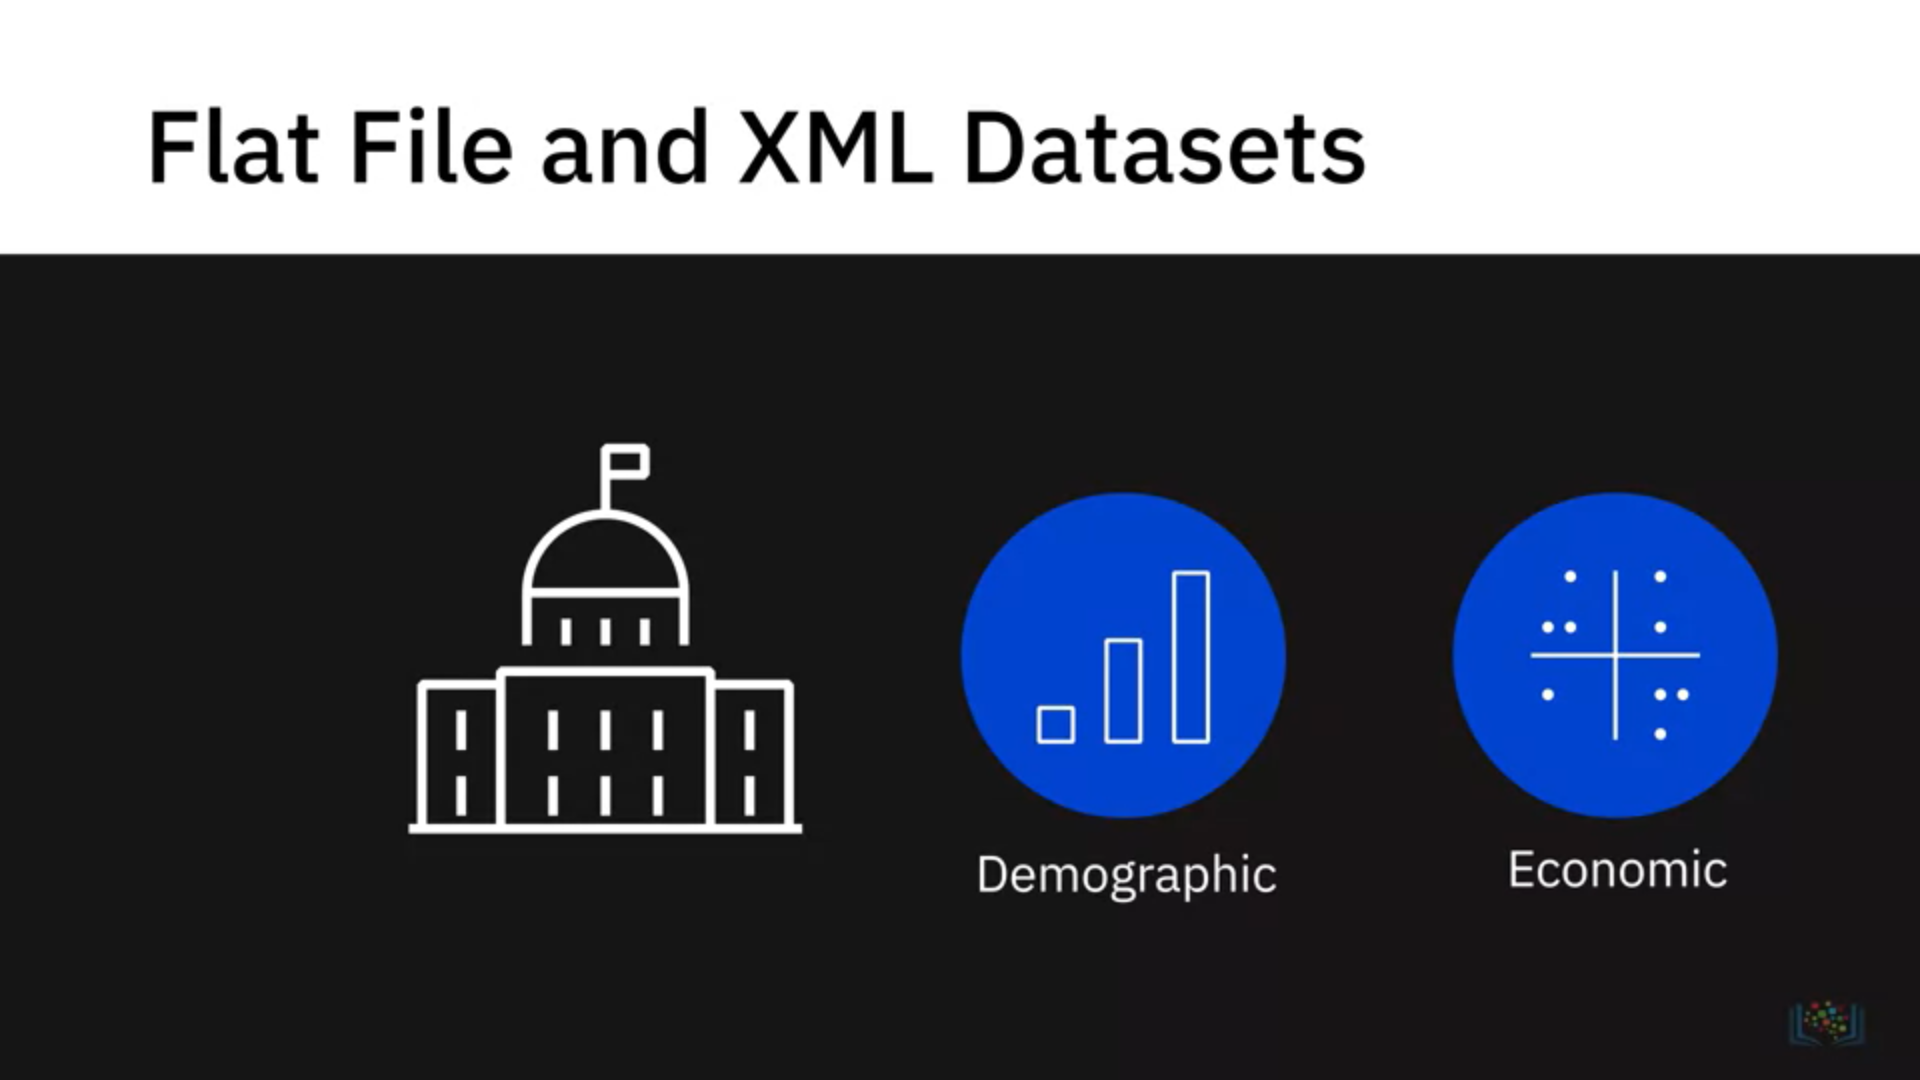 Flat File and XML Datasets
Demographic
Economic